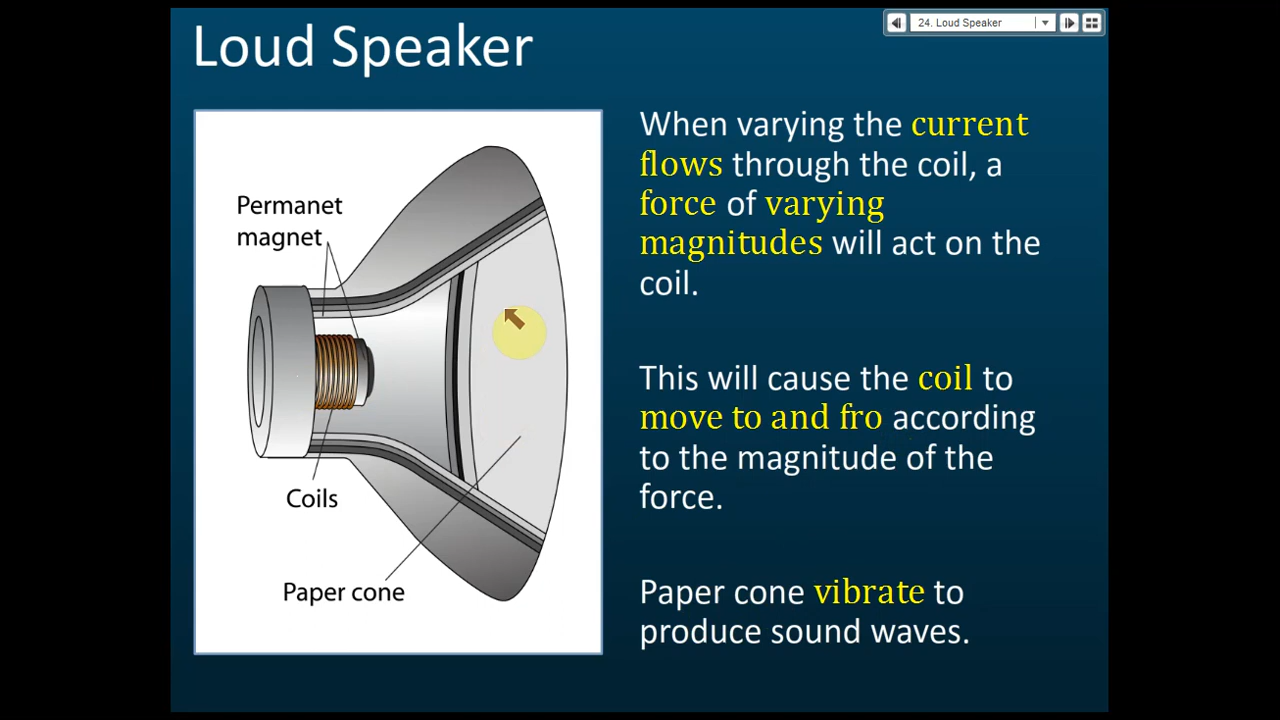 Loud Speaker
24. Loud Speaker
Permanet
magnet
Coils
Paper cone
When varying the current
flows through the coil, a
force of varying
magnitudes will act on the
coil.
This will cause the coil to
move to and fro according
to the magnitude of the
force.
Paper cone vibrate to
produce sound waves.